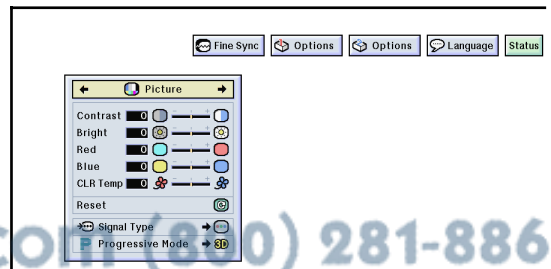 Fine Sync Options Options Language Status
Picture
Contrast 0
Bright 0
Red 0
Blue 0
CLR Temp 0
Reset
Signal Type
P Progressive Mode 3D
com (800) 281-886